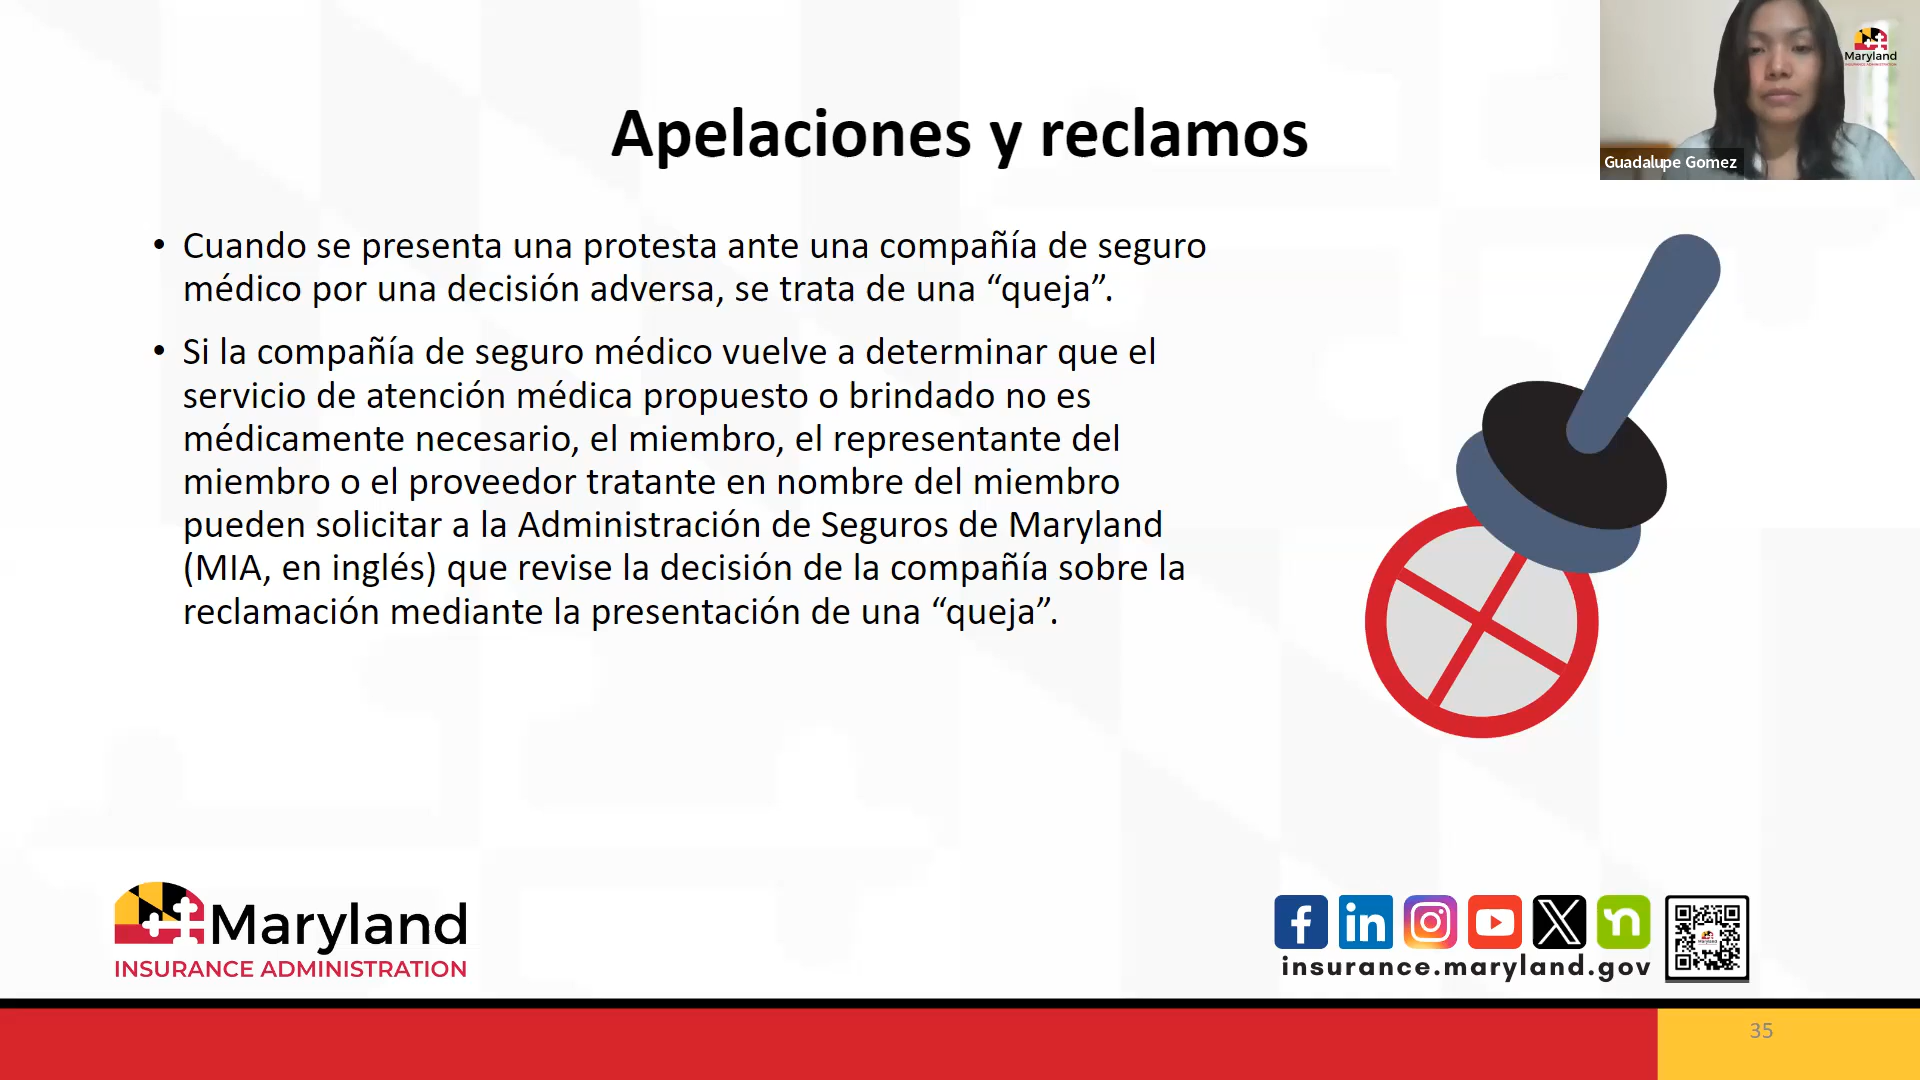 Apelaciones y reclamos
Maryland
INSURANCE ADMINISTRATION
Guadalupe Gomez
• Cuando se presenta una protesta ante una compañía de seguro
médico por una decisión adversa, se trata de una “queja”.
• Si la compañía de seguro médico vuelve a determinar que el
servicio de atención médica propuesto o brindado no es
médicamente necesario, el miembro, el representante del
miembro o el proveedor tratante en nombre del miembro
pueden solicitar a la Administración de Seguros de Maryland
(MIA, en inglés) que revise la decisión de la compañía sobre la
reclamación mediante la presentación de una “queja”.
Maryland
INSURANCE ADMINISTRATION
insurance.maryland.gov
35